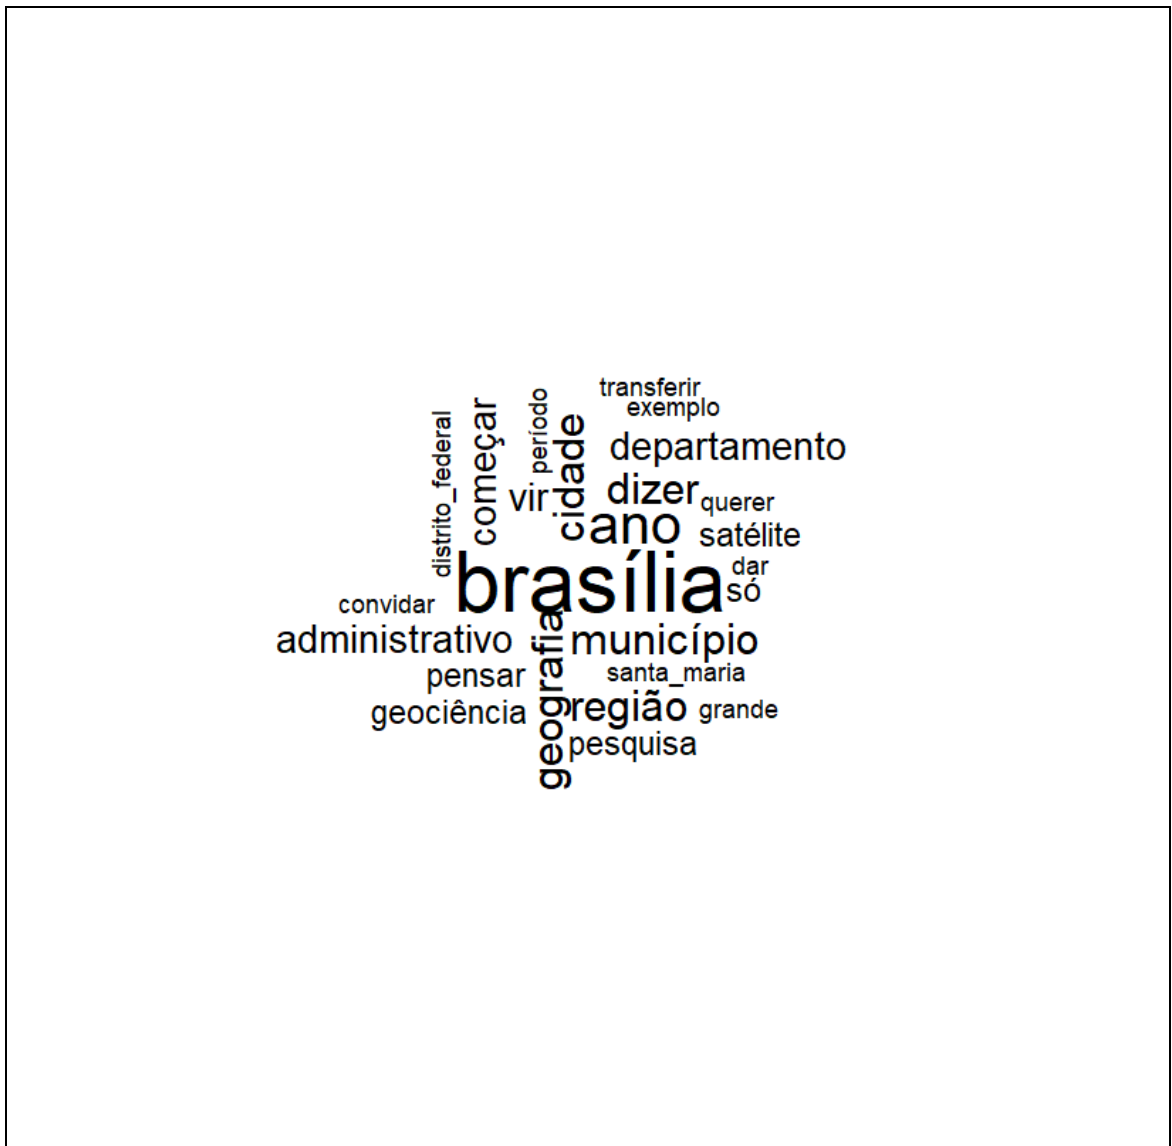 transferir
exemplo
período
começar
distrito_federal
cidade
departamento
vir
dizer
querer
ano
satélite
brasília
dar
só
convidar
administrativo
geografia
município
pensar
santa_maria
geociência
região
grande
pesquisa